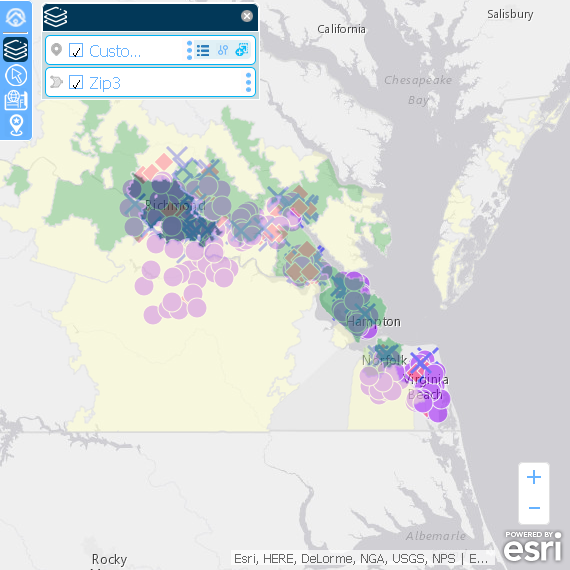 California
Salisbury
Custo...
Zip3
Chesapeake
Bay
Richmond
Hampton
Norfolk
Virginia
Beach
Albemarle
Rocky
Esri, HERE, DeLorme, NGA, USGS, NPS | E...
POWERED BY
esri